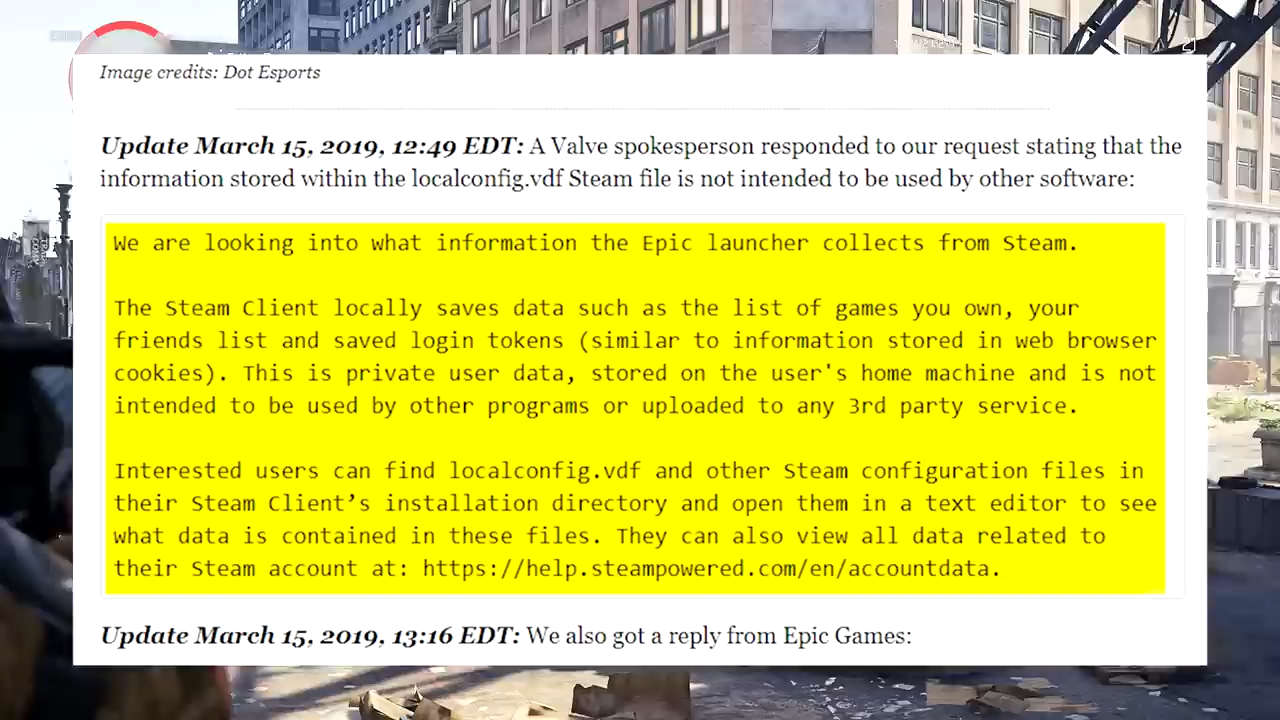 Image credits: Dot Esports
Update March 15, 2019, 12:49 EDT: A Valve spokesperson responded to our request stating that the
information stored within the localconfig.vdf Steam file is not intended to be used by other software:
We are looking into what information the Epic launcher collects from Steam.
The Steam Client locally saves data such as the list of games you own, your
friends list and saved login tokens (similar to information stored in web browser
cookies). This is private user data, stored on the user's home machine and is not
intended to be used by other programs or uploaded to any 3rd party service.
Interested users can find localconfig.vdf and other Steam configuration files in
their Steam Client’s installation directory and open them in a text editor to see
what data is contained in these files. They can also view all data related to
their Steam account at: https://help.steampowered.com/en/accountdata.
Update March 15, 2019, 13:16 EDT: We also got a reply from Epic Games: